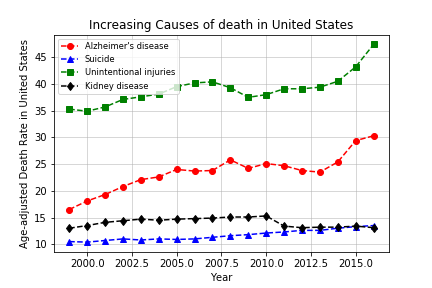 Increasing Causes of death in United States
Age-adjusted Death Rate in United States
45
40
35
30
25
20
15
10
Alzheimer's disease
Suicide
Unintentional injuries
Kidney disease
2000.0 2002.5 2005.0 2007.5 2010.0 2012.5 2015.0
Year